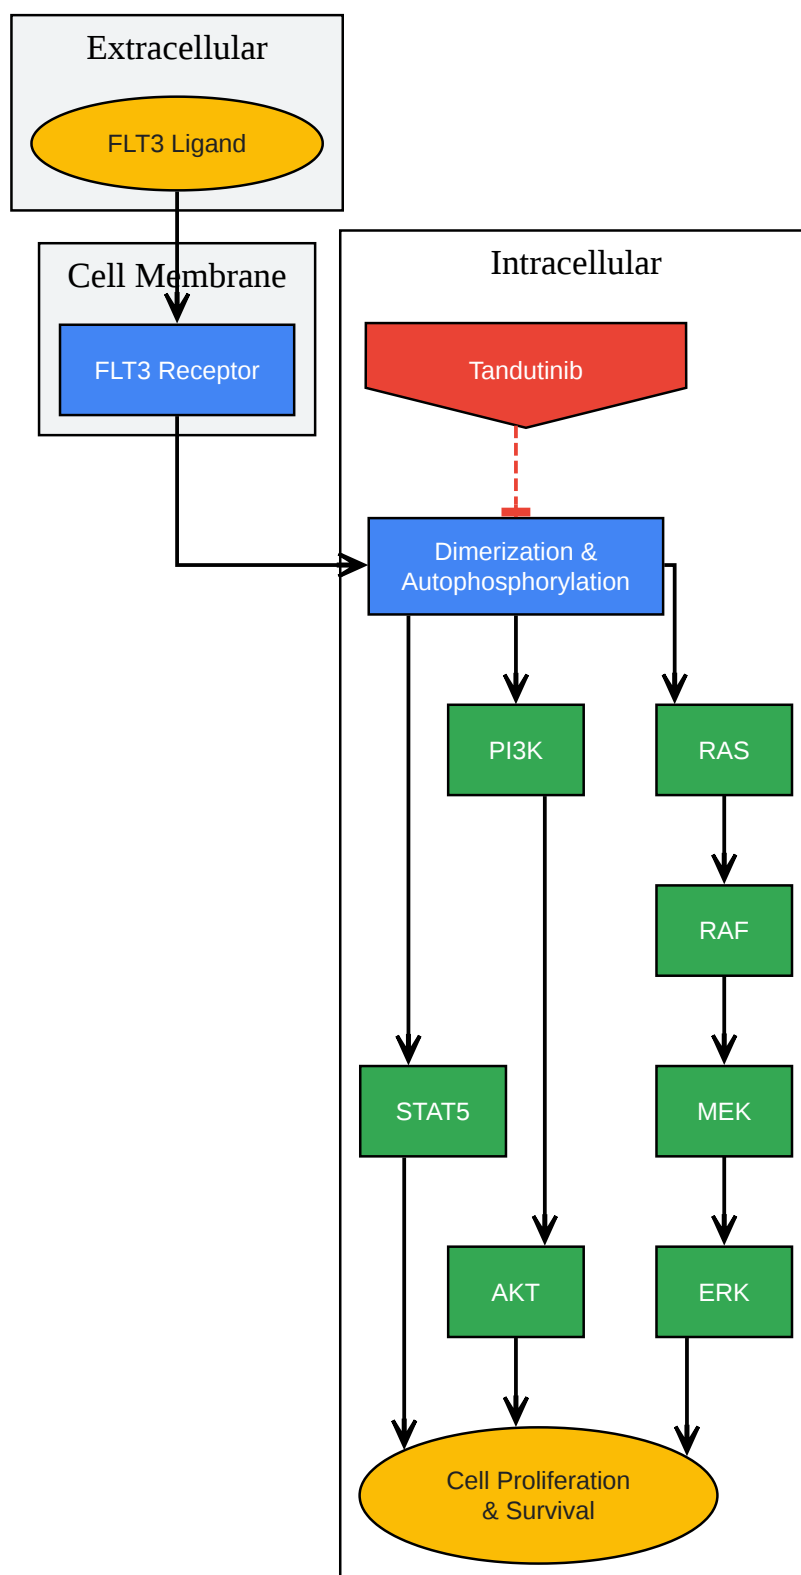 Extracellular
FLT3 Ligand
Cell Membrane
FLT3 Receptor
Intracellular
Tandutinib
Dimerization &
Autophosphorylation
PI3K
RAS
RAF
STAT5
MEK
AKT
ERK
Cell Proliferation
& Survival